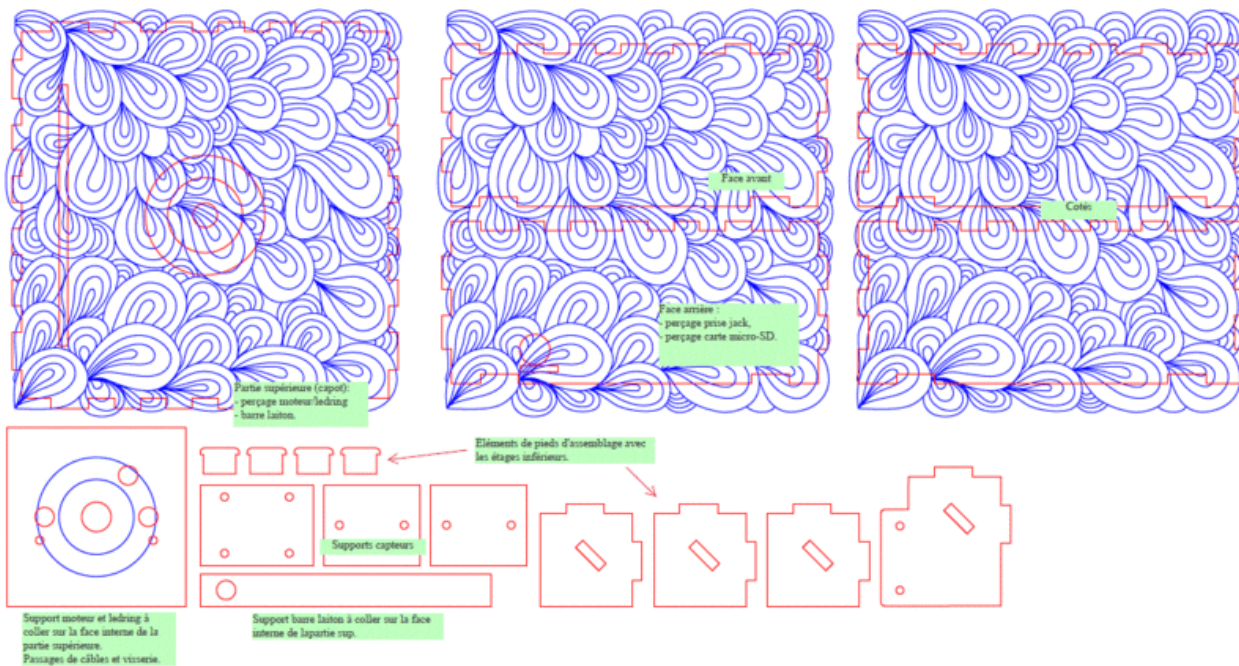 Face avant
Cotés
Face arrière :
- perçage prise jack,
- perçage carte micro-SD.
Partie supérieure (capot):
- perçage moteur/ledring
- barre laiton.
Eléments de pieds d'assemblage avec
les étages inférieurs.
Supports capteurs
Support moteur et ledring à
coller sur la face interne de la
partie supérieure.
Passages de câbles et visserie.
Support barre laiton à coller sur la face
interne de lapartie sup.